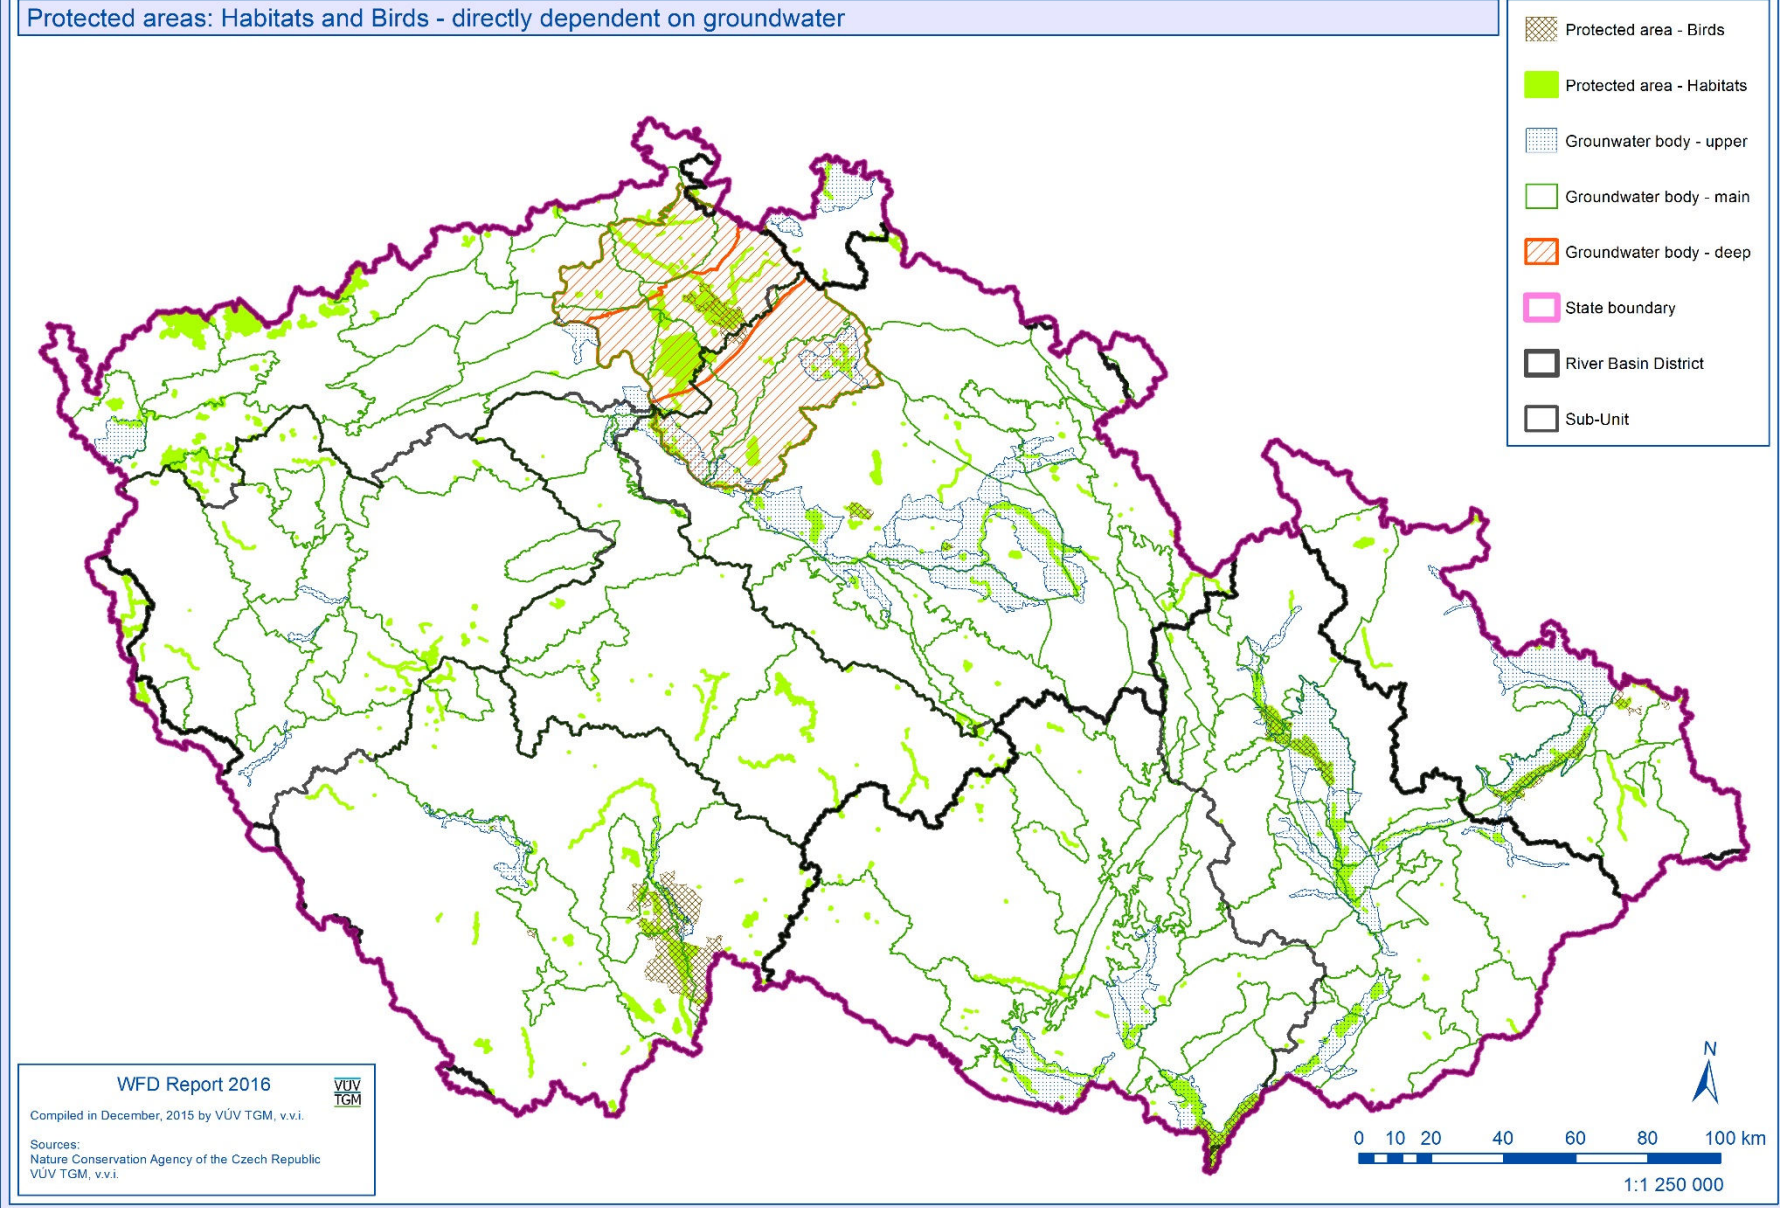 Protected areas: Habitats and Birds - directly dependent on groundwater
Protected area - Birds
Protected area - Habitats
Grounwater body - upper
Groundwater body - main
Groundwater body - deep
State boundary
River Basin District
Sub-Unit
WFD Report 2016
VÚV
TGM
Compiled in December, 2015 by VÚV TGM, v.v.i.
Sources:
Nature Conservation Agency of the Czech Republic
VÚV TGM, v.v.i.
N
0 10 20 40 60 80 100 km
1:1 250 000